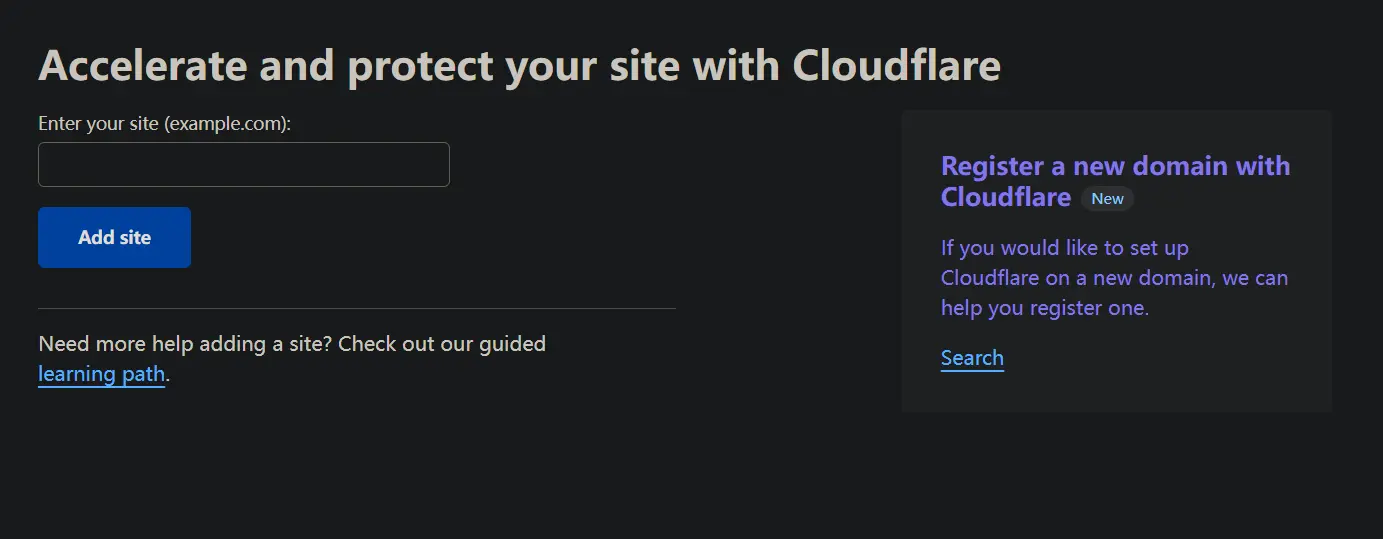 Accelerate and protect your site with Cloudflare
Enter your site (example.com):
Add site
Need more help adding a site? Check out our guided
learning path.
Register a new domain with
Cloudflare New
If you would like to set up
Cloudflare on a new domain, we can
help you register one.
Search